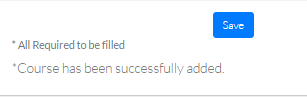 Save
* All Required to be filled
*Course has been successfully added.